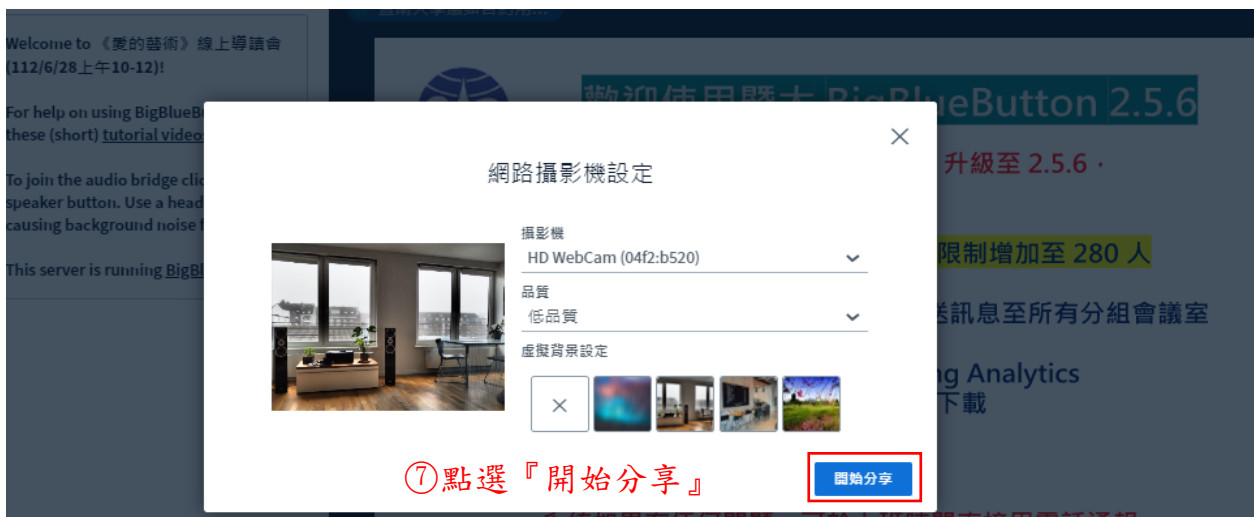 Welcome to 《愛的藝術》線上導讀會
(112/6/28上午10-12)!
For help on using BigBlueB
these (short) tutorial video
To join the audio bridge clic
speaker button. Use a head
causing background noise f
This server is running BigBl
歡迎使用暨大 BigBlueButton 2.5.6
升級至 2.5.6，
限制增加至 280 人
送訊息至所有分組會議室
ng Analytics
下載
網路攝影機設定
攝影機
HD WebCam (04f2:b520)
品質
低品質
虛擬背景設定
⑦點選『開始分享』
開始分享